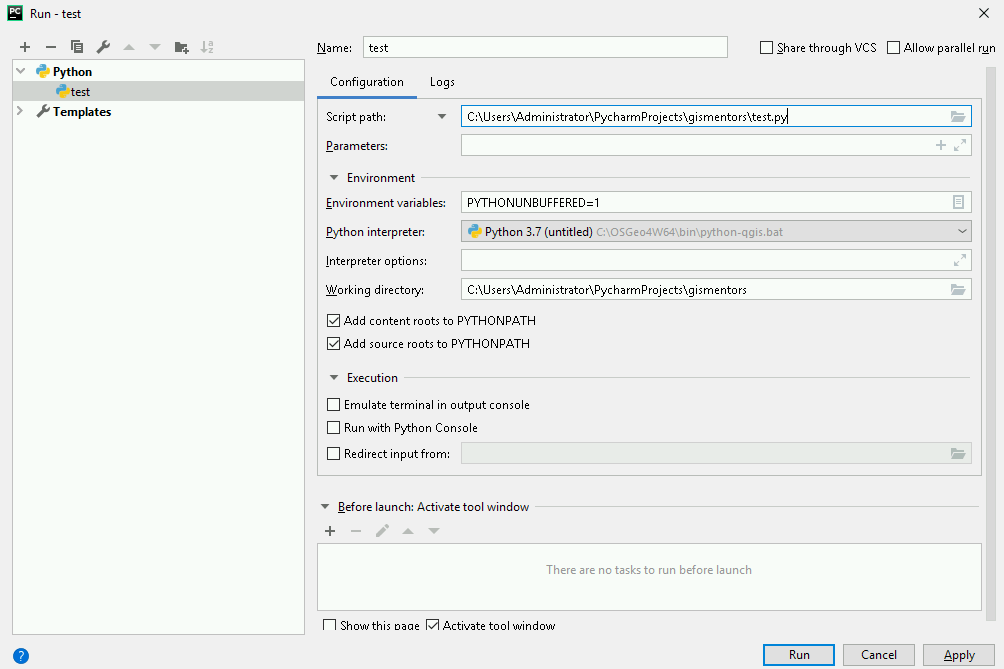 PC Run - test
Name: test Share through VCS Allow parallel run
Python
test
Templates
Configuration Logs
Script path: C:\Users\Administrator\PycharmProjects\gismentors\test.py
Parameters:
Environment
Environment variables: PYTHONUNBUFFERED=1
Python interpreter: Python 3.7 (untitled) C:\OSGeo4W64\bin\python-qgis.bat
Interpreter options:
Working directory: C:\Users\Administrator\PycharmProjects\gismentors
Add content roots to PYTHONPATH
Add source roots to PYTHONPATH
Execution
Emulate terminal in output console
Run with Python Console
Redirect input from:
Before launch: Activate tool window
There are no tasks to run before launch
Show this page Activate tool window
? Run Cancel Apply